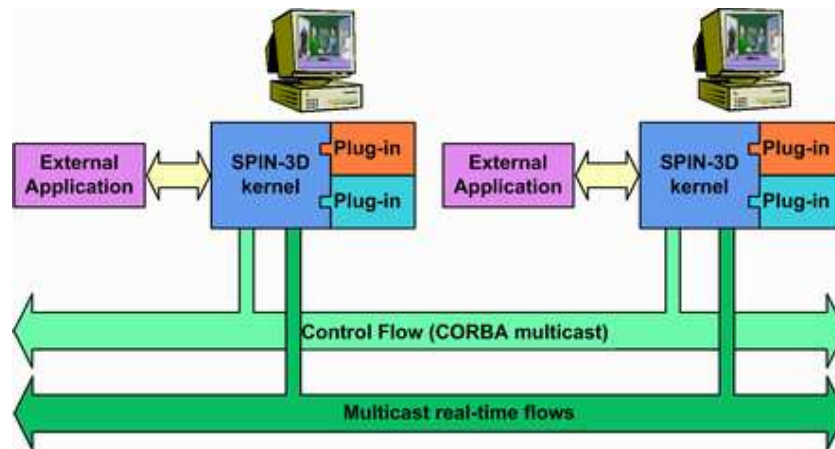 External
Application
SPIN-3D
kernel
Plug-in
Plug-in
External
Application
SPIN-3D
kernel
Plug-in
Plug-in
Control Flow (CORBA multicast)
Multicast real-time flows